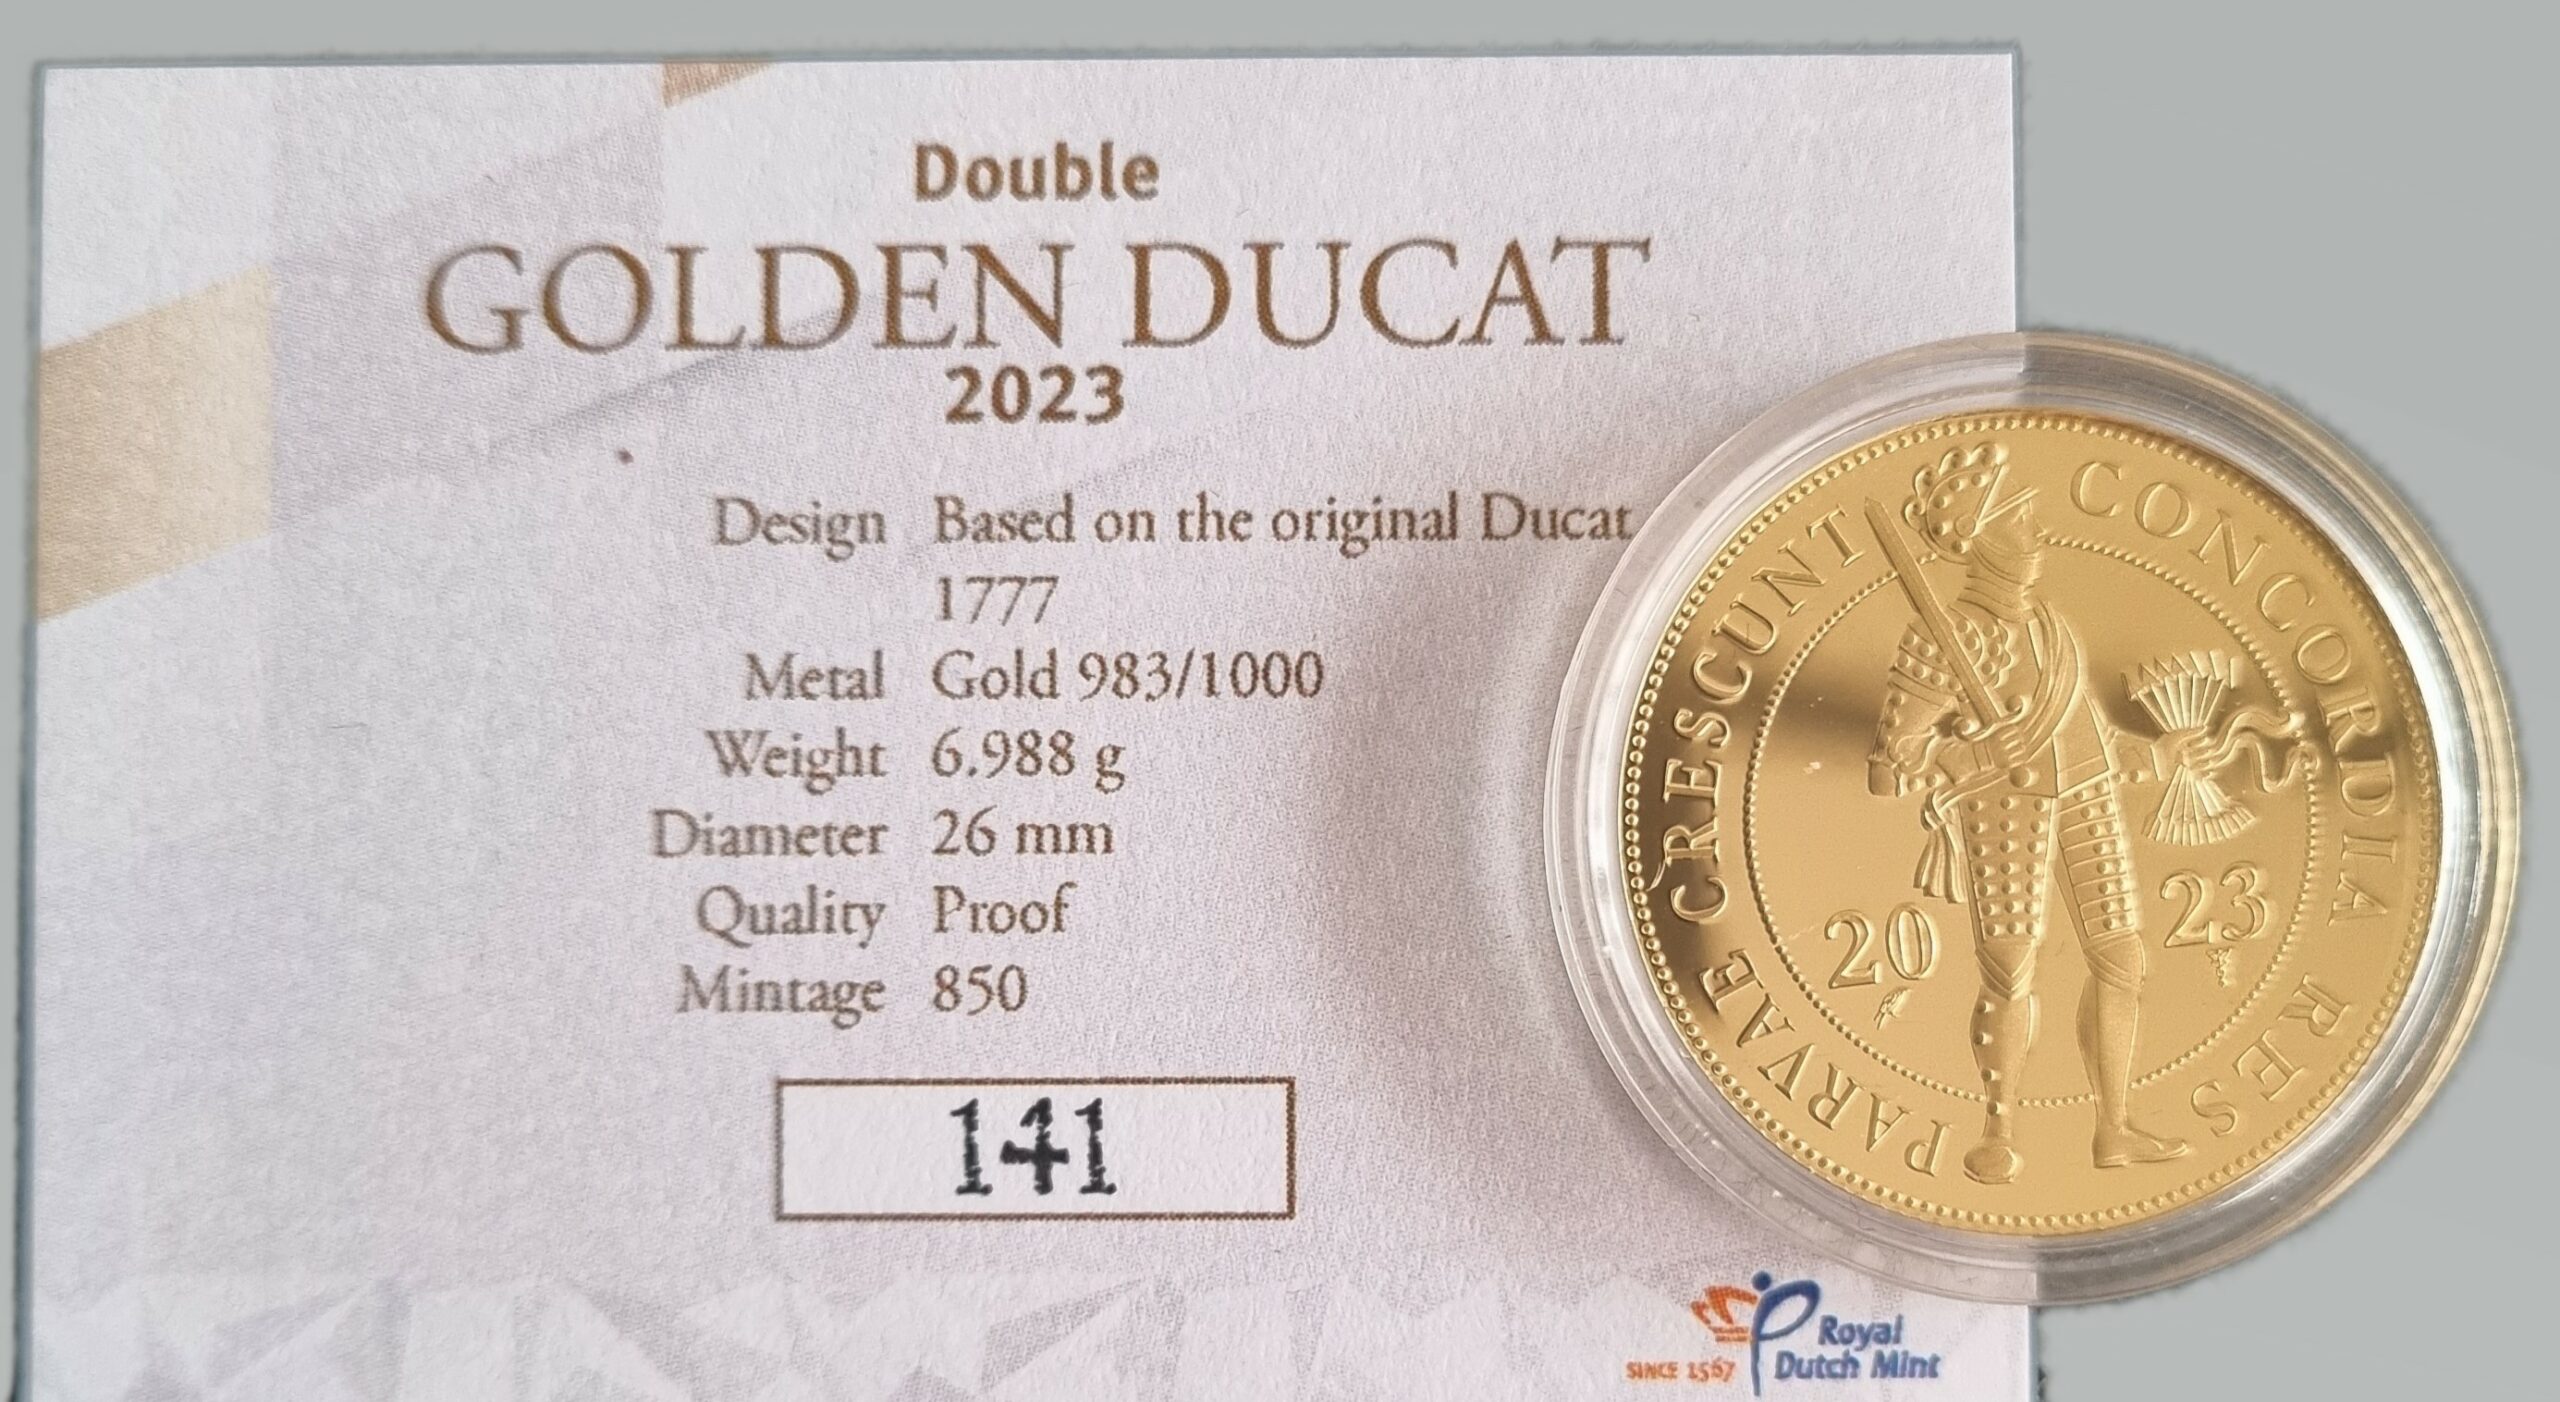 Double
GOLDEN DUCAT
2023
Design Based on the original Ducat
1777
Metal Gold 983/1000
Weight 6.988 g
Diameter 26 mm
Quality Proof
Mintage 850
141
CONCORDIA RES PARVAE CRESCUNT
20 23
SINCE 1567
Royal
Dutch Mint